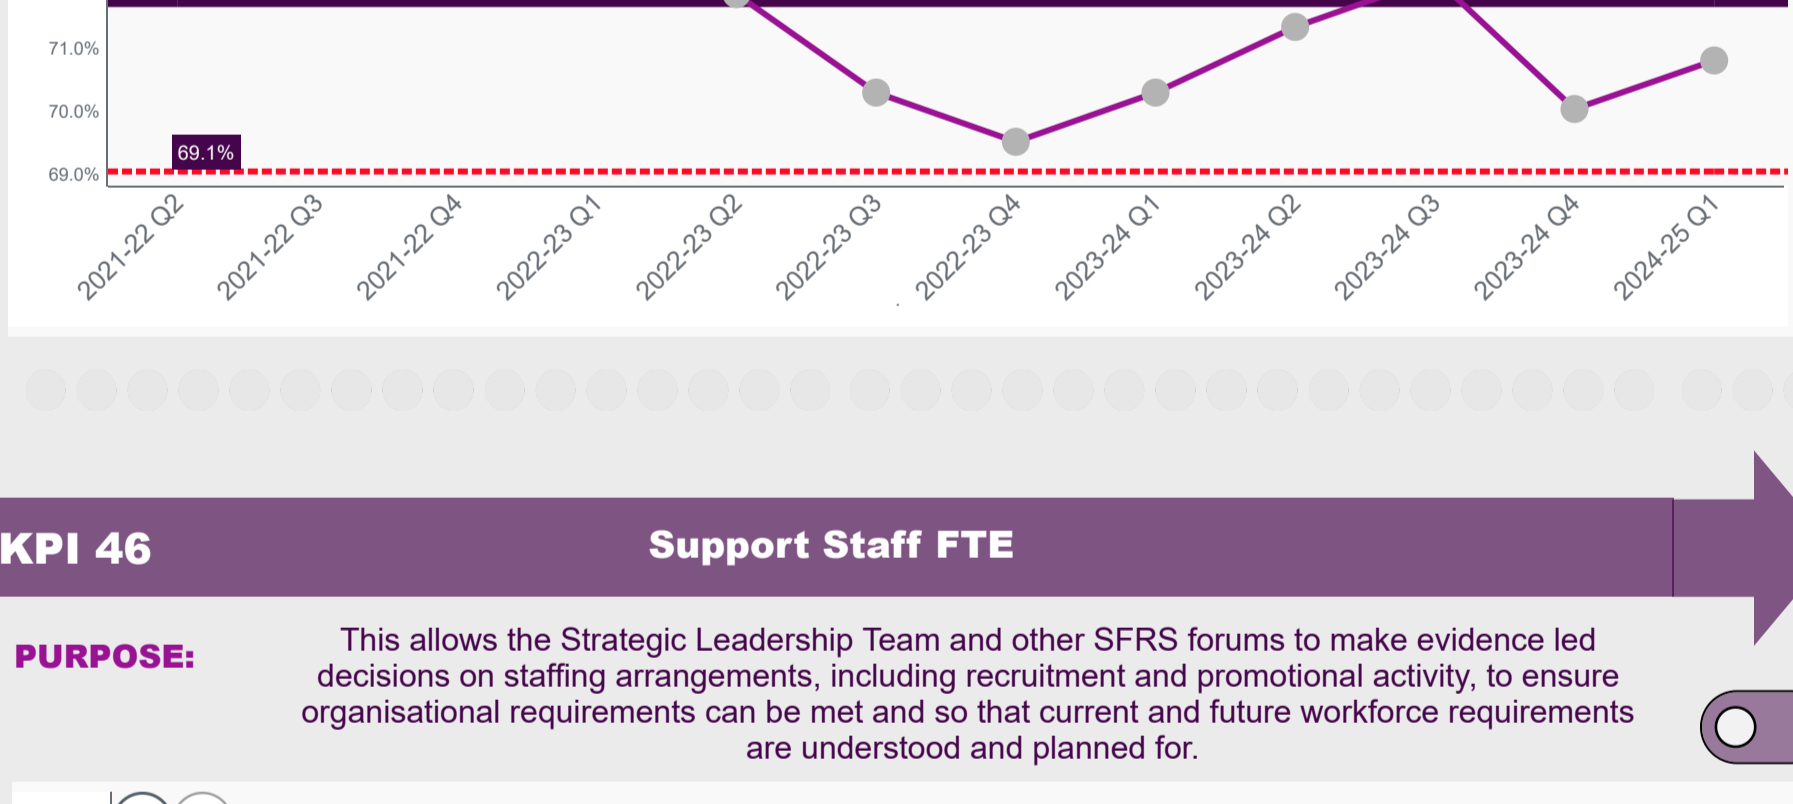 71.0%
70.0%
69.1%
69.0%
2021-22 Q2
2021-22 Q3
2021-22 Q4
2022-23 Q1
2022-23 Q2
2022-23 Q3
2022-23 Q4
2023-24 Q1
2023-24 Q2
2023-24 Q3
2023-24 Q4
2024-25 Q1
KPI 46
Support Staff FTE
PURPOSE:
This allows the Strategic Leadership Team and other SFRS forums to make evidence led
decisions on staffing arrangements, including recruitment and promotional activity, to ensure
organisational requirements can be met and so that current and future workforce requirements
are understood and planned for.